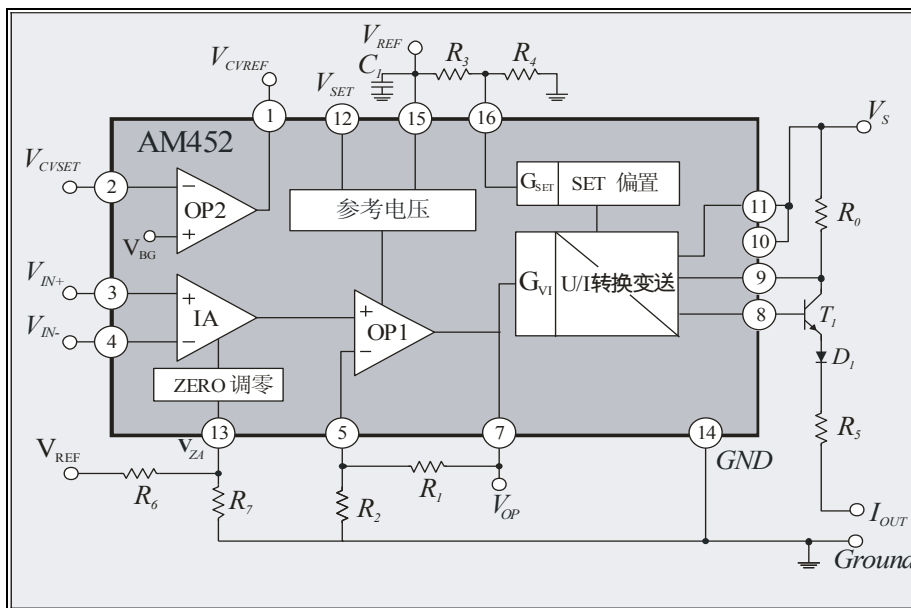 V_REF
R_3 R_4
V_CVREF
C_1
V_SET
1 12 15 16
V_S
AM452
V_CVSET
2
G_SET SET 偏置
OP2
参考电压
11
R_0
V_BG
10
V_IN+
3
G_VI U/I转换变送
9
IA
OP1
8
T_1
V_IN-
4
D_1
ZERO 调零
R_5
13 5 7 14
V_ZA
GND
V_REF
R_6
R_7
R_1
V_OP
R_2
I_OUT
Ground